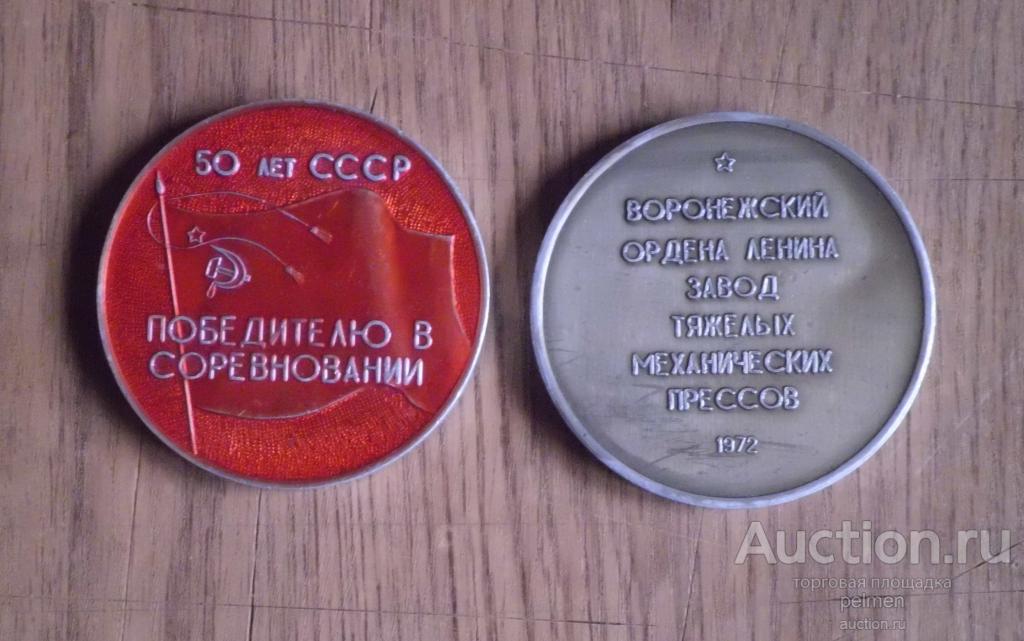 50 ЛЕТ СССР
ПОБЕДИТЕЛЮ В
СОРЕВНОВАНИИ
ВОРОНЕЖСКИЙ
ОРДЕНА ЛЕНИНА
ЗАВОД
ТЯЖЕЛЫХ
МЕХАНИЧЕСКИХ
ПРЕССОВ
1972
Auction.ru
торговая площадка
peimen
auction.ru